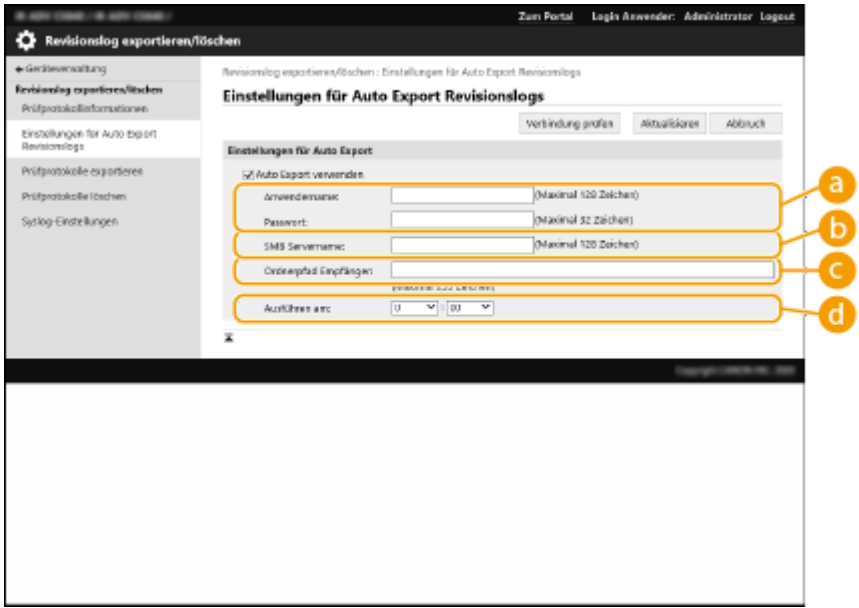 Zum Portal Login Anwender: Administrator Logout
Revisionslog exportieren/löschen
Geräteverwaltung
Revisionslog exportieren/löschen : Einstellungen für Auto Export Revisionslogs
Revisionslog exportieren/löschen
Prüfprotokollinformationen
Einstellungen für Auto Export
Revisionslogs
Prüfprotokolle exportieren
Prüfprotokolle löschen
Syslog-Einstellungen
Einstellungen für Auto Export Revisionslogs
Verbindung prüfen Aktualisieren Abbruch
Einstellungen für Auto Export
Auto Export verwenden
Anwendername: (Maximal 128 Zeichen) a
Passwort: (Maximal 32 Zeichen)
SMB Servername: (Maximal 128 Zeichen) b
Ordnerpfad Empfänger: c
Ausführen am: 0 : 00 d